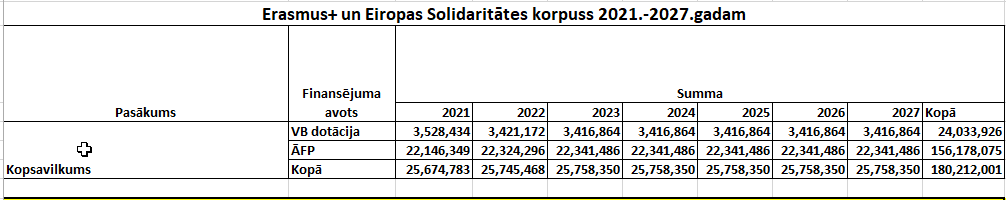 Erasmus+ un Eiropas Solidaritātes korpuss 2021.-2027.gadam
Pasākums Finansējuma avots Summa
2021 2022 2023 2024 2025 2026 2027 Kopā
VB dotācija 3,528,434 3,421,172 3,416,864 3,416,864 3,416,864 3,416,864 3,416,864 24,033,926
ĀFP 22,146,349 22,324,296 22,341,486 22,341,486 22,341,486 22,341,486 22,341,486 156,178,075
Kopsavilkums Kopā 25,674,783 25,745,468 25,758,350 25,758,350 25,758,350 25,758,350 25,758,350 180,212,001